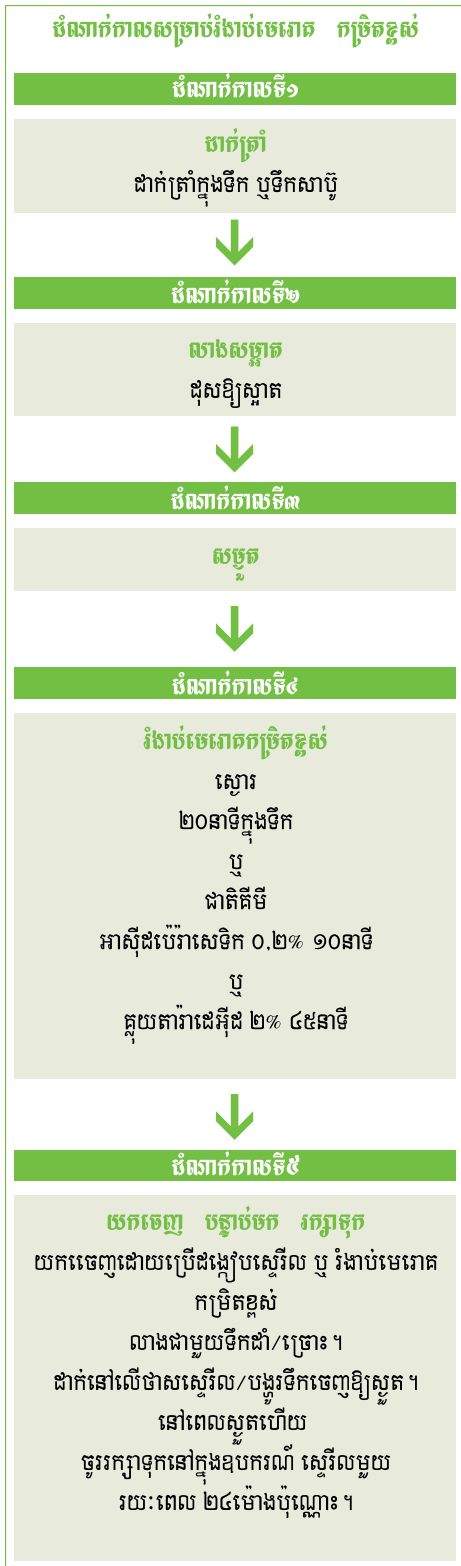 ដំណាក់កាលសម្រាប់រំងាប់មេរោគ កម្រិតខ្ពស់
ដំណាក់កាលទី១
ដាក់ត្រាំ
ដាក់ត្រាំក្នុងទឹក ឬទឹកសាប៊ូ
ដំណាក់កាលទី២
លាងសម្អាត
ដុសឱ្យស្អាត
ដំណាក់កាលទី៣
សម្ងួត
ដំណាក់កាលទី៤
រំងាប់មេរោគកម្រិតខ្ពស់
ស្ងោរ
២០នាទីក្នុងទឹក
ឬ
ជាតិគីមី
អាស៊ីដប៉េរ៉ាសេទិក ០,២% ១០នាទី
ឬ
គ្លុយតារ៉ាដេអ៊ីដ ២% ៤៥នាទី
ដំណាក់កាលទី៥
យកចេញ បន្ទាប់មក រក្សាទុក
យកចេញដោយប្រើដង្កៀបស្ទេរីល ឬ រំងាប់មេរោគ
កម្រិតខ្ពស់
លាងជាមួយទឹកដាំ/ច្រោះ។
ដាក់នៅលើថាសស្ទេរីល/បង្ហូរទឹកចេញឱ្យស្ងួត។
នៅពេលស្ងួតហើយ
ចូររក្សាទុកនៅក្នុងឧបករណ៍ ស្ទេរីលមួយ
រយៈពេល ២៤ម៉ោងប៉ុណ្ណោះ។